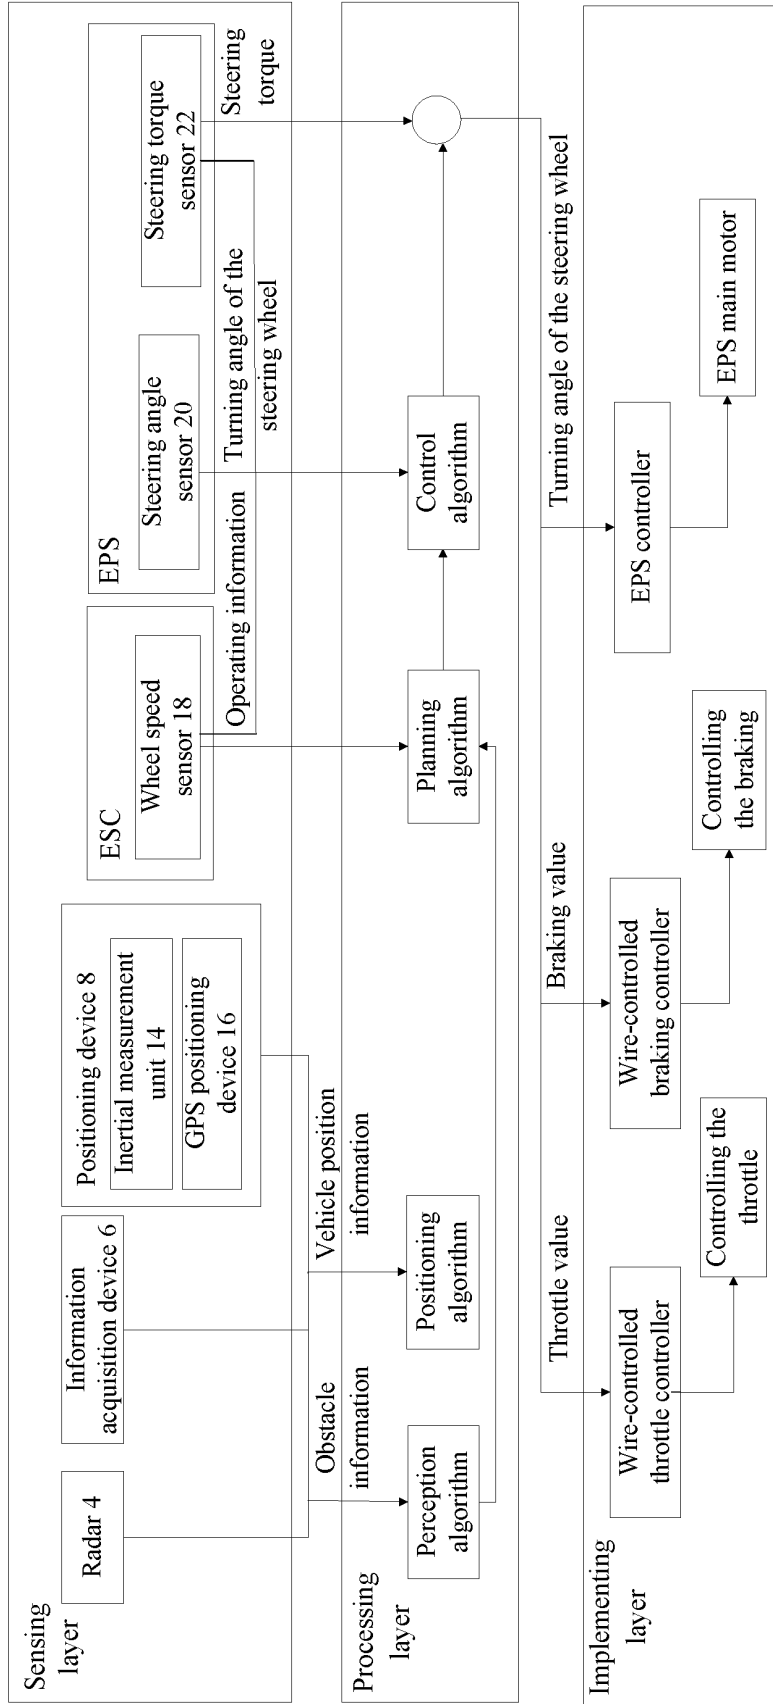 Sensing
layer
Radar 4
Information
acquisition device 6
Positioning device 8
Inertial measurement
unit 14
GPS positioning
device 16
ESC
Wheel speed
sensor 18
EPS
Steering angle
sensor 20
Steering torque
sensor 22
Obstacle
information
Vehicle position
information
Operating information
Turning angle of the
steering wheel
Steering
torque
Processing
layer
Perception
algorithm
Positioning
algorithm
Planning
algorithm
Control
algorithm
Throttle value
Braking value
Turning angle of the steering wheel
Implementing
layer
Wire-controlled
throttle controller
Wire-controlled
braking controller
EPS controller
Controlling the
throttle
Controlling
the braking
EPS main motor